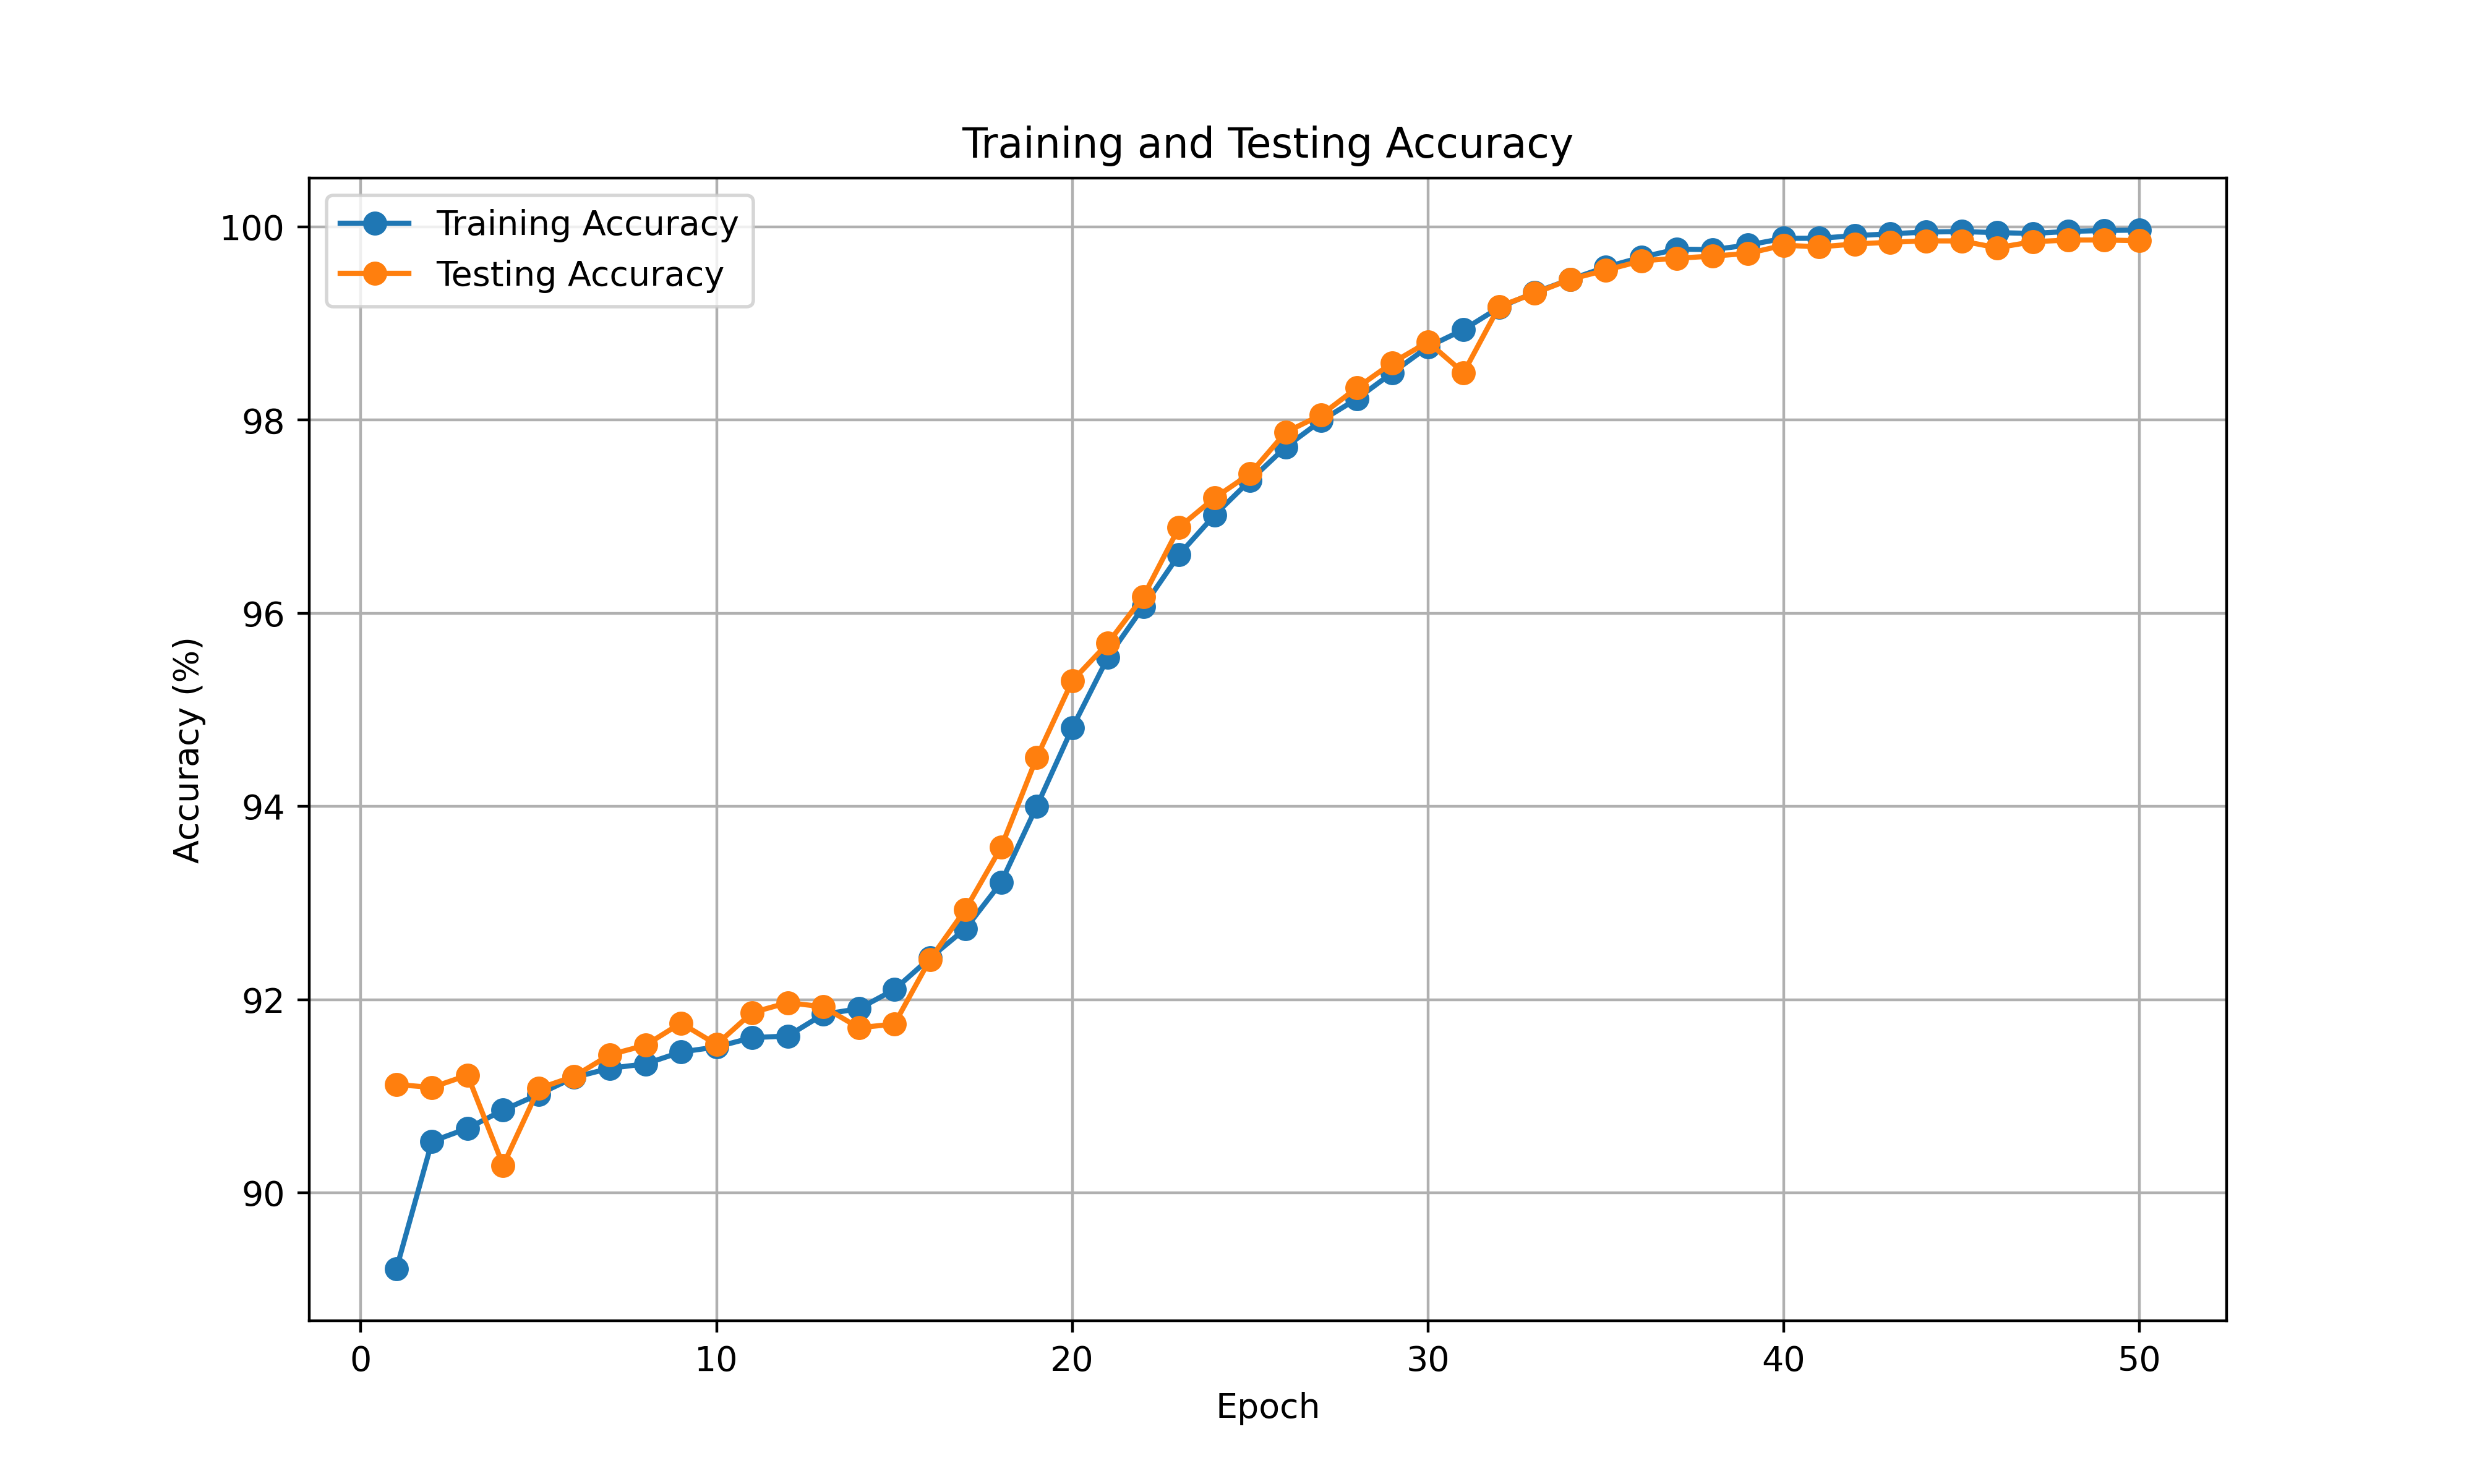 Training and Testing Accuracy
Training Accuracy
Testing Accuracy
100
98
96
94
92
90
Accuracy (%)
0 10 20 30 40 50
Epoch